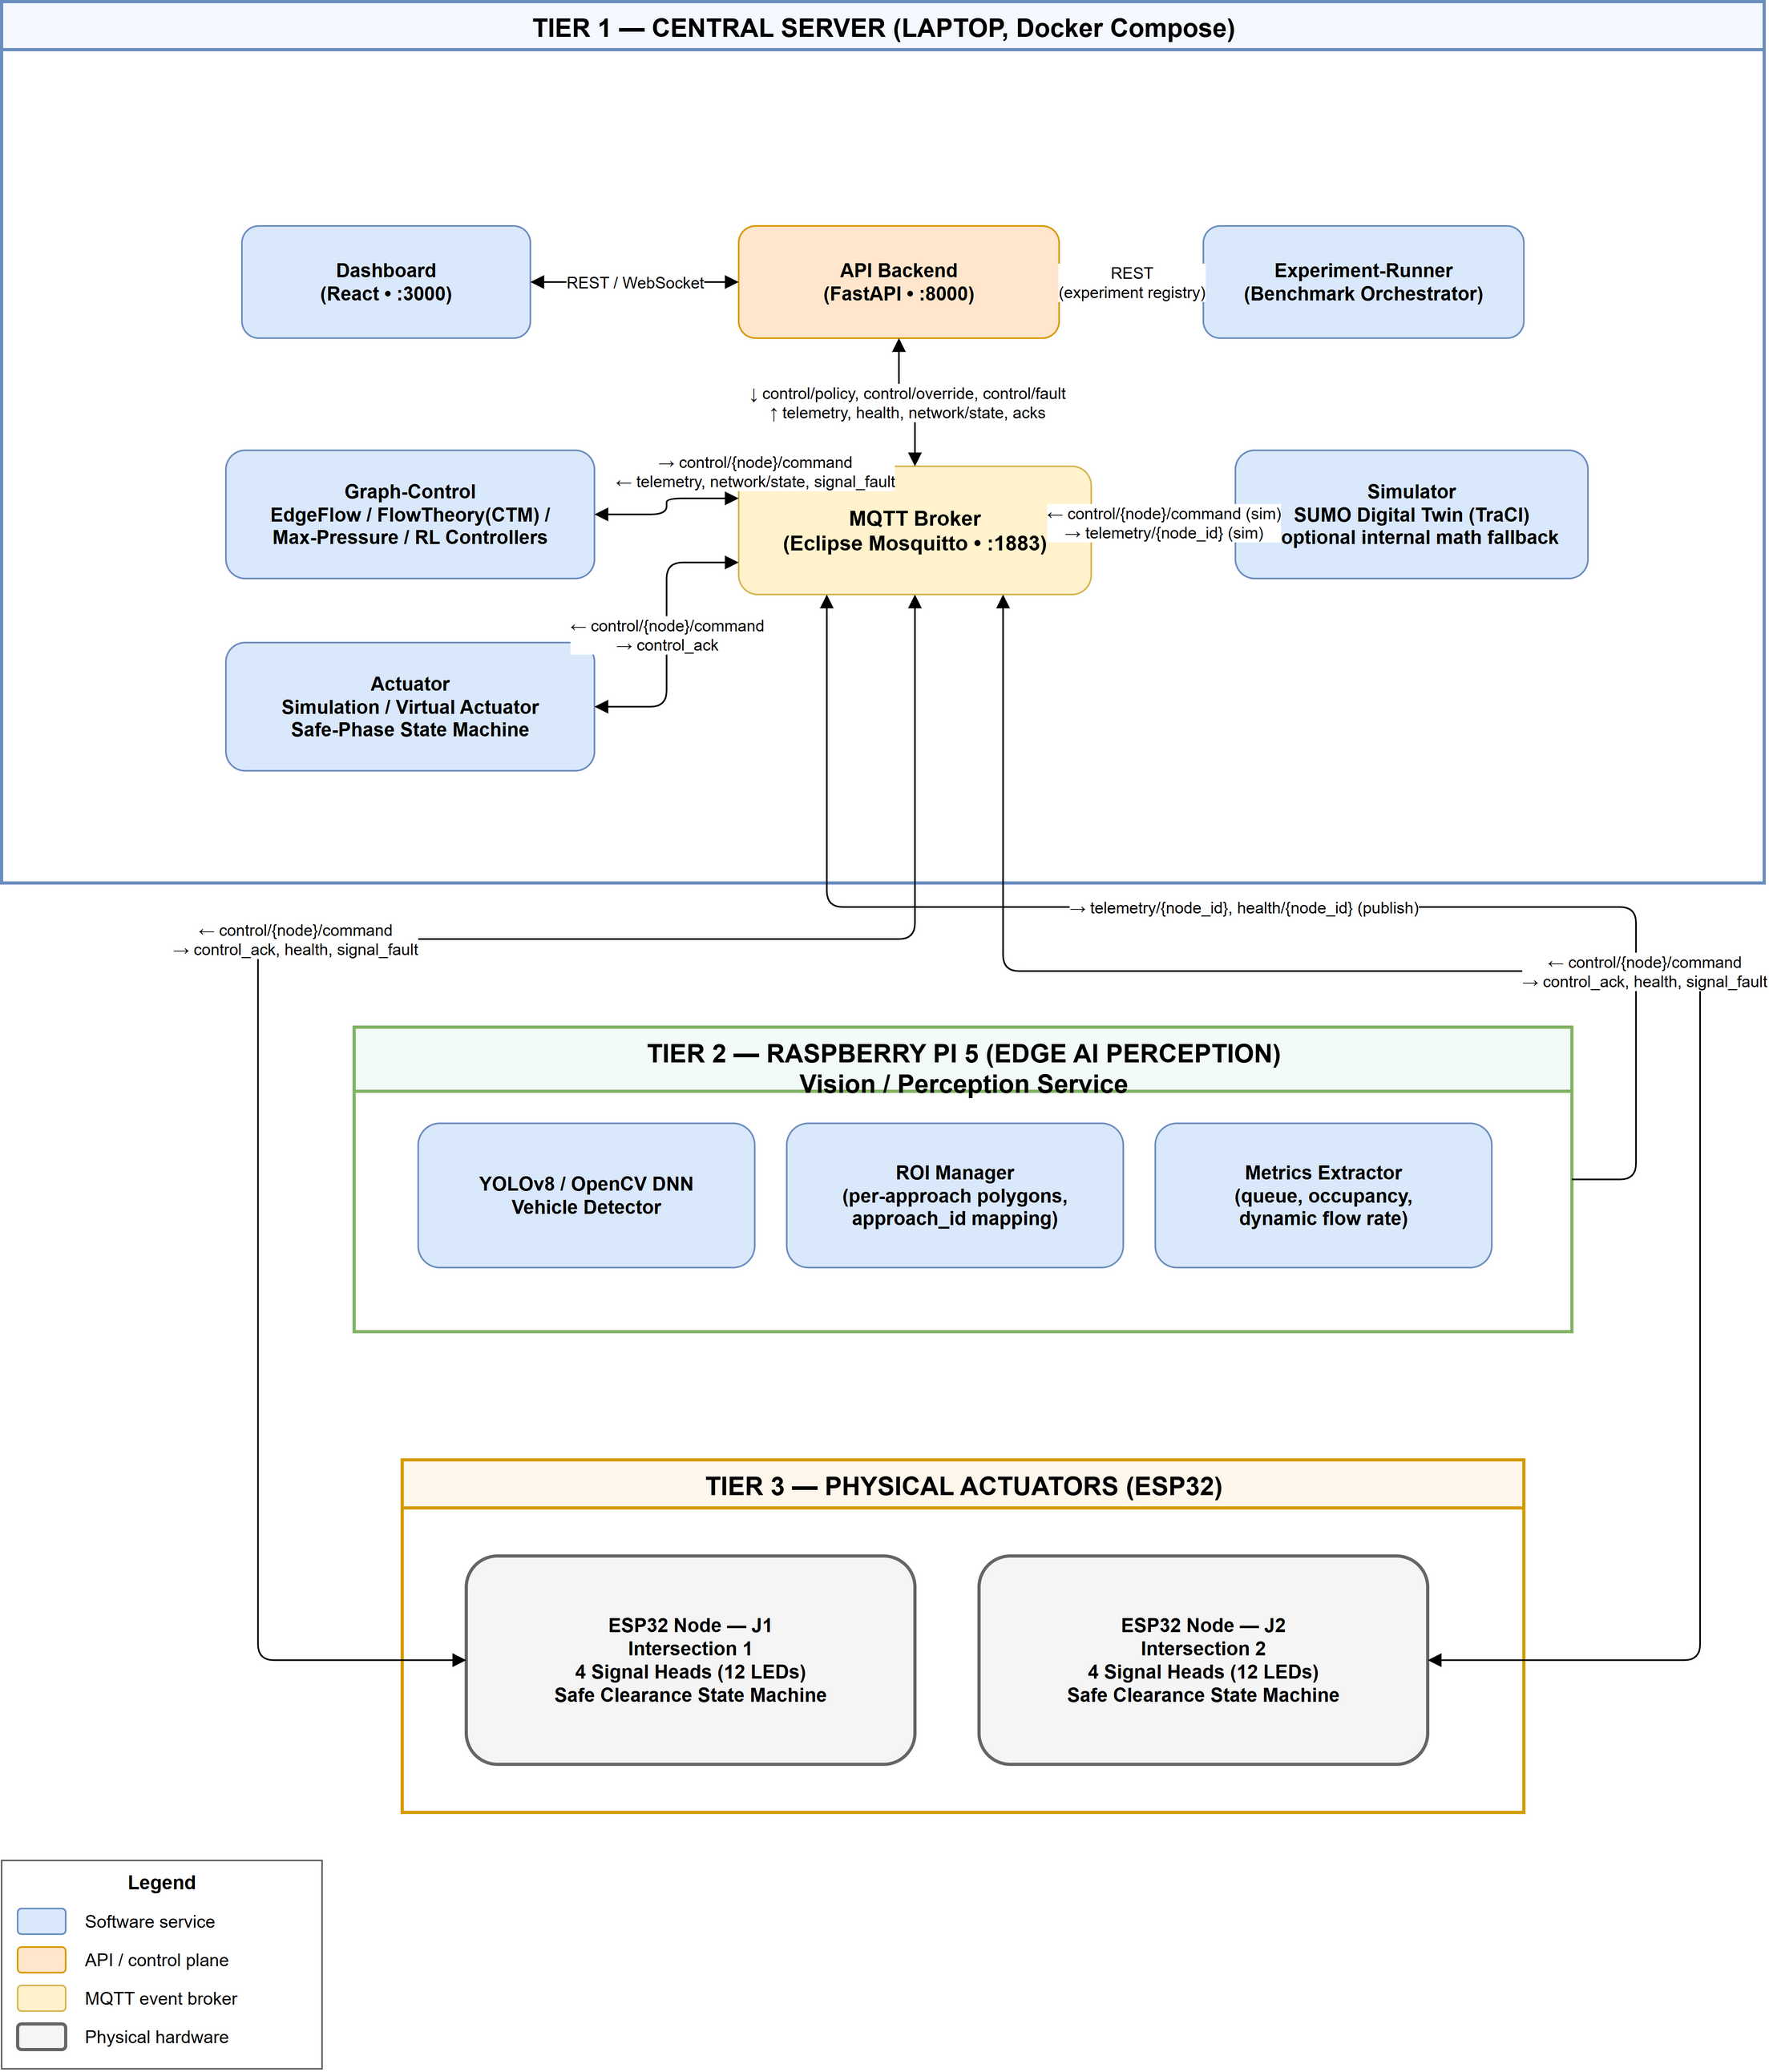 TIER 1 — CENTRAL SERVER (LAPTOP, Docker Compose)
Dashboard
(React • :3000)
REST / WebSocket
API Backend
(FastAPI • :8000)
REST
(experiment registry)
Experiment-Runner
(Benchmark Orchestrator)
↓ control/policy, control/override, control/fault
↑ telemetry, health, network/state, acks
Graph-Control
EdgeFlow / FlowTheory(CTM) /
Max-Pressure / RL Controllers
→ control/{node}/command
← telemetry, network/state, signal_fault
MQTT Broker
(Eclipse Mosquitto • :1883)
← control/{node}/command (sim)
→ telemetry/{node_id} (sim)
Simulator
SUMO Digital Twin (TraCI)
optional internal math fallback
← control/{node}/command
→ control_ack
Actuator
Simulation / Virtual Actuator
Safe-Phase State Machine
→ telemetry/{node_id}, health/{node_id} (publish)
← control/{node}/command
→ control_ack, health, signal_fault
← control/{node}/command
→ control_ack, health, signal_fault
TIER 2 — RASPBERRY PI 5 (EDGE AI PERCEPTION)
Vision / Perception Service
YOLOv8 / OpenCV DNN
Vehicle Detector
ROI Manager
(per-approach polygons,
approach_id mapping)
Metrics Extractor
(queue, occupancy,
dynamic flow rate)
TIER 3 — PHYSICAL ACTUATORS (ESP32)
ESP32 Node — J1
Intersection 1
4 Signal Heads (12 LEDs)
Safe Clearance State Machine
ESP32 Node — J2
Intersection 2
4 Signal Heads (12 LEDs)
Safe Clearance State Machine
Legend
Software service
API / control plane
MQTT event broker
Physical hardware